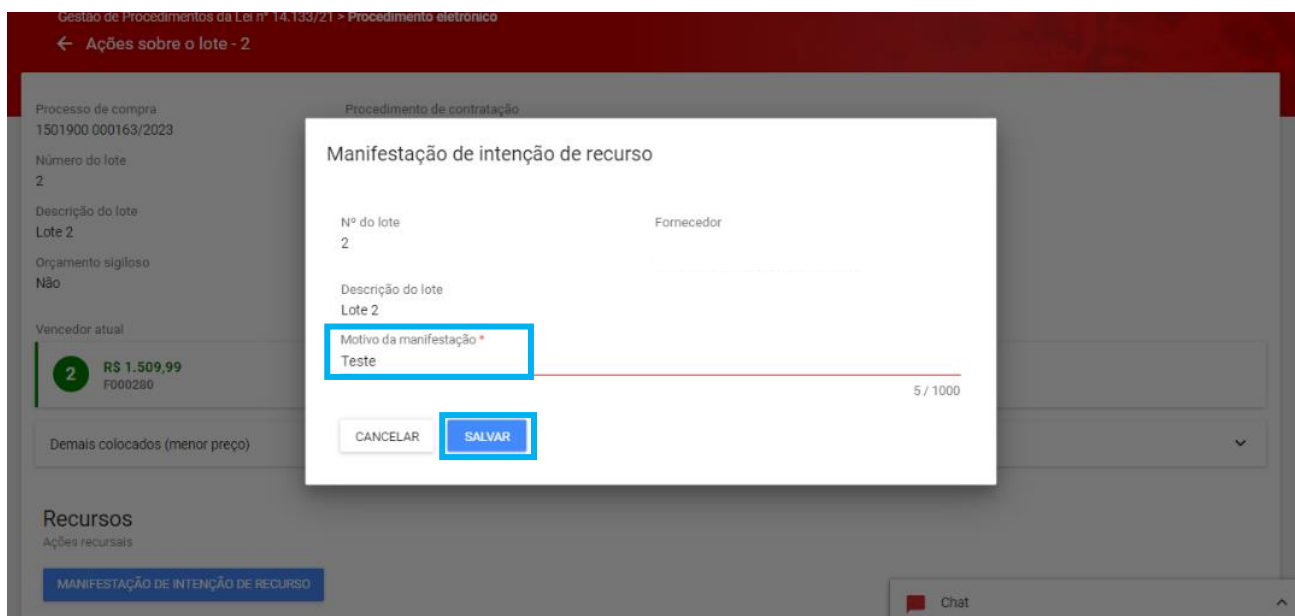 Gestão de Procedimentos da Lei nº 14.133/21 > Procedimento eletrônico
Ações sobre o lote - 2
Processo de compra
1501900 000163/2023
Procedimento de contratação
Número do lote
2
Descrição do lote
Lote 2
Orçamento sigiloso
Não
Vencedor atual
2
R$ 1.509,99
F000280
Demais colocados (menor preço)
Recursos
Ações recursais
MANIFESTAÇÃO DE INTENÇÃO DE RECURSO
Manifestação de intenção de recurso
Nº do lote
2
Fornecedor
Descrição do lote
Lote 2
Motivo da manifestação *
Teste
5 / 1000
CANCELAR
SALVAR
Chat